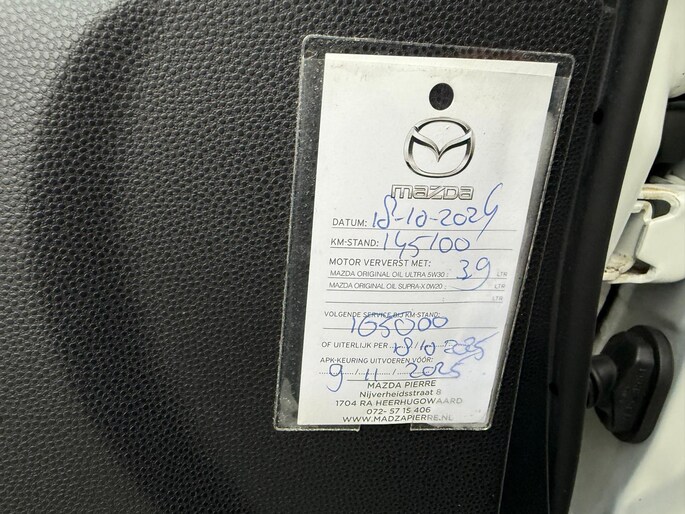 mazda
DATUM: 18-10-2024
KM-STAND: 145100
MOTOR VERVERST MET:
MAZDA ORIGINAL OIL ULTRA 5W30: 3,9 LTR
MAZDA ORIGINAL OIL SUPRA-X 0W20: LTR
LTR
VOLGENDE SERVICE BIJ KM-STAND:
165000
OF UITERLIJK PER 18/10 2025
APK-KEURING UITVOEREN VÓÓR:
9 / 11 / 2025
MAZDA PIERRE
Nijverheidsstraat 8
1704 RA HEERHUGOWAARD
072- 57 15 406
WWW.MADZAPIERRE.NL